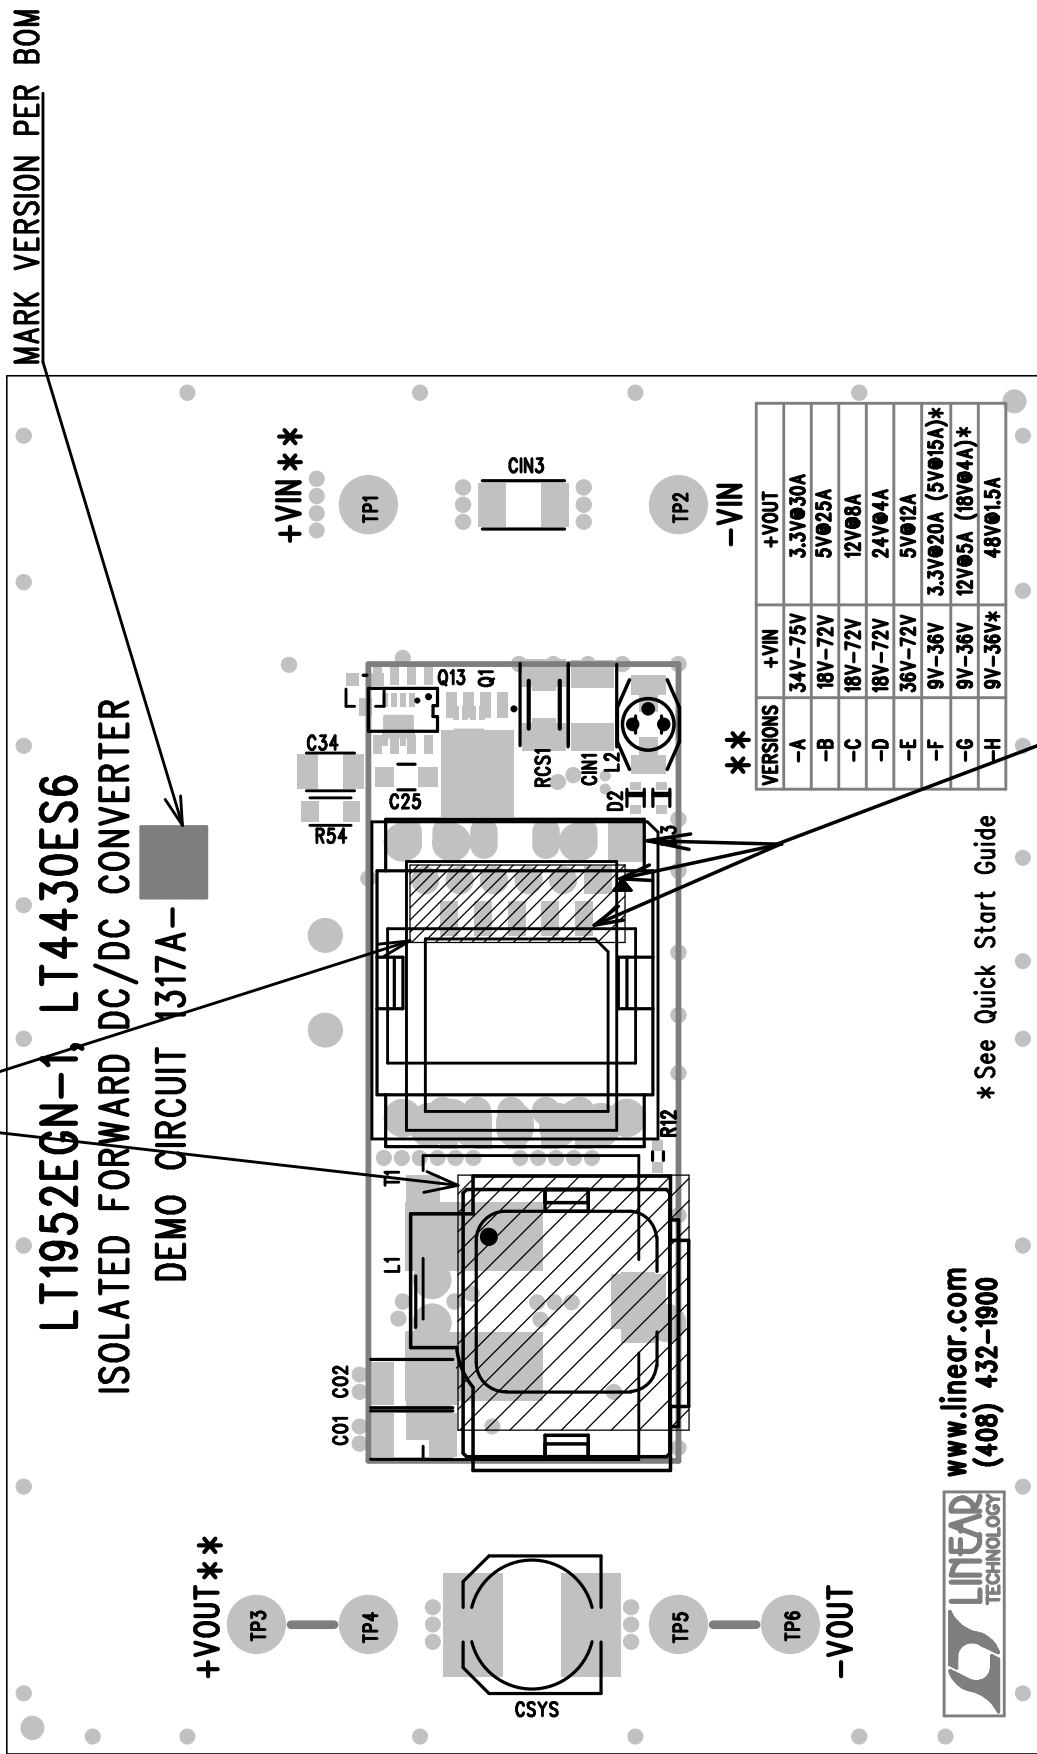 MARK VERSION PER BOM
LT1952EGN-1, LT4430ES6
ISOLATED FORWARD DC/DC CONVERTER
DEMO CIRCUIT 1317A-
+VOUT**
TP3
TP4
CSYS
TP5
TP6
-VOUT
CO1
CO2
L1
T1
R12
R54
C34
C25
Q13
Q1
RCS1
CIN1
L2
D2
+VIN**
TP1
CIN3
TP2
-VIN
**
VERSIONS +VIN +VOUT
-A 34V-75V 3.3V@30A
-B 18V-72V 5V@25A
-C 18V-72V 12V@8A
-D 18V-72V 24V@4A
-E 36V-72V 5V@12A
-F 9V-36V 3.3V@20A (5V@15A)*
-G 9V-36V 12V@5A (18V@4A)*
-H 9V-36V* 48V@1.5A
*See Quick Start Guide
LINEAR
TECHNOLOGY
www.linear.com
(408) 432-1900